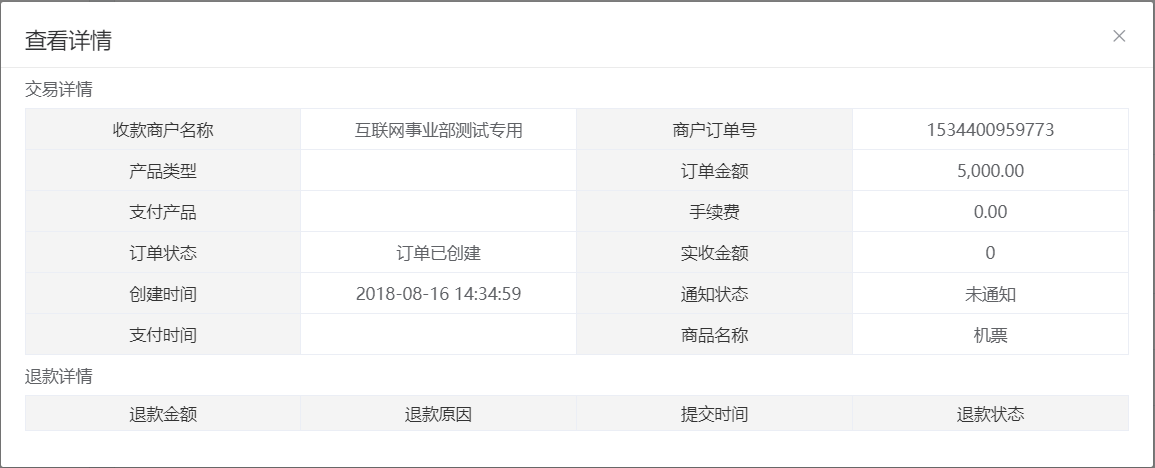 查看详情
交易详情
收款商户名称 互联网事业部测试专用 商户订单号 1534400959773
产品类型 订单金额 5,000.00
支付产品 手续费 0.00
订单状态 订单已创建 实收金额 0
创建时间 2018-08-16 14:34:59 通知状态 未通知
支付时间 商品名称 机票
退款详情
退款金额 退款原因 提交时间 退款状态